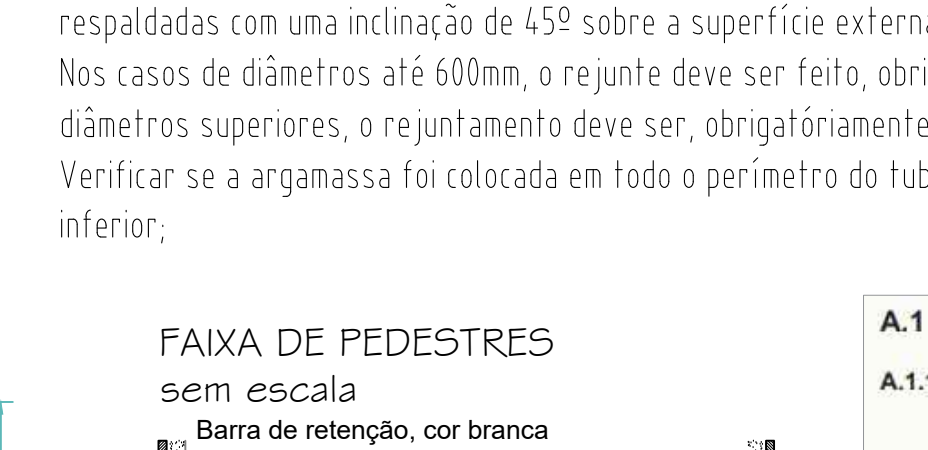 respaldadas com uma inclinação de 45º sobre a superfície externa
Nos casos de diâmetros até 600mm, o rejunte deve ser feito, obri
diâmetros superiores, o rejuntamento deve ser, obrigatóriamente
Verificar se a argamassa foi colocada em todo o perímetro do tub
inferior;
FAIXA DE PEDESTRES
sem escala
Barra de retenção, cor branca
A.1
A.1.